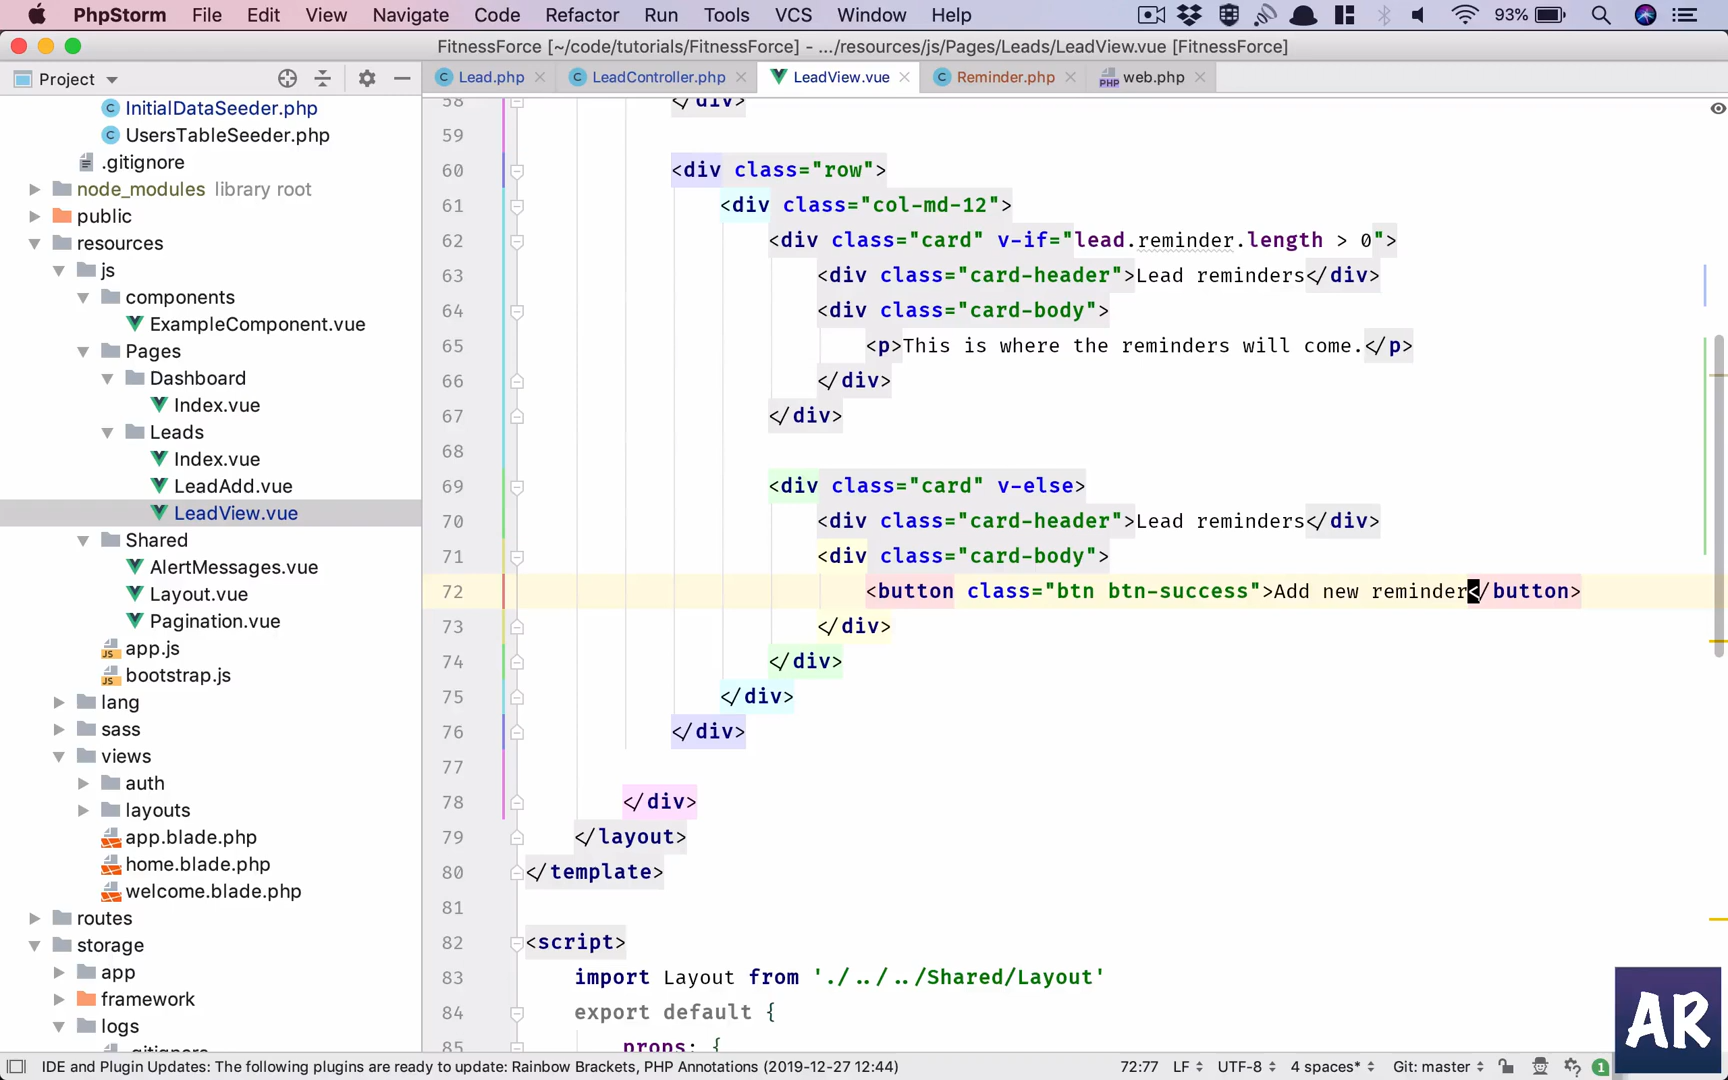 PhpStorm File Edit View Navigate Code Refactor Run Tools VCS Window Help 93%
FitnessForce [~/code/tutorials/FitnessForce] - .../resources/js/Pages/Leads/LeadView.vue [FitnessForce]
Project
Lead.php LeadController.php LeadView.vue Reminder.php web.php
InitialDataSeeder.php
UsersTableSeeder.php
.gitignore
node_modules library root
public
resources
js
components
ExampleComponent.vue
Pages
Dashboard
Index.vue
Leads
Index.vue
LeadAdd.vue
LeadView.vue
Shared
AlertMessages.vue
Layout.vue
Pagination.vue
app.js
bootstrap.js
lang
sass
views
auth
layouts
app.blade.php
home.blade.php
welcome.blade.php
routes
storage
app
framework
logs
.gitignore
58 </div>
59
60 <div class="row">
61 <div class="col-md-12">
62 <div class="card" v-if="lead.reminder.length > 0">
63 <div class="card-header">Lead reminders</div>
64 <div class="card-body">
65 <p>This is where the reminders will come.</p>
66 </div>
67 </div>
68
69 <div class="card" v-else>
70 <div class="card-header">Lead reminders</div>
71 <div class="card-body">
72 <button class="btn btn-success">Add new reminder</button>
73 </div>
74 </div>
75 </div>
76 </div>
77
78 </div>
79 </layout>
80 </template>
81
82 <script>
83 import Layout from './../../Shared/Layout'
84 export default {
85 props: {
AR
IDE and Plugin Updates: The following plugins are ready to update: Rainbow Brackets, PHP Annotations (2019-12-27 12:44) 72:77 LF UTF-8 4 spaces* Git: master 1